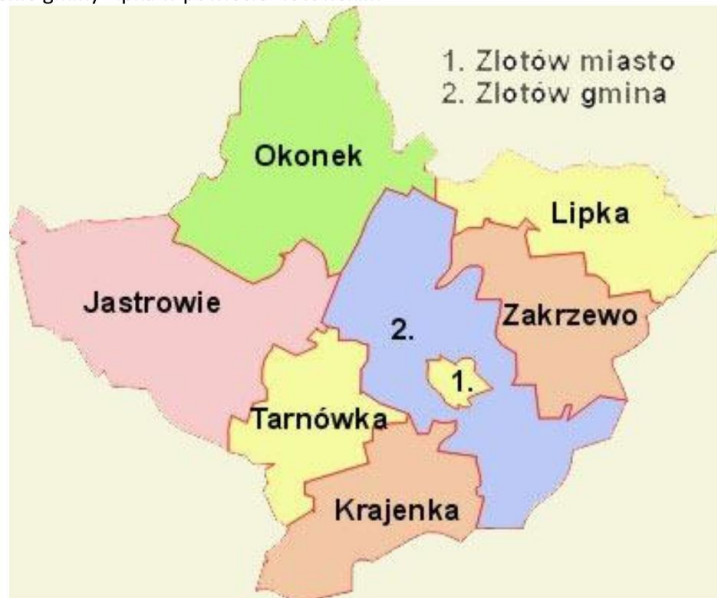 1. Zlotów miasto
2. Zlotów gmina
Okonek
Lipka
Jastrowie
Zakrzewo
2.
1.
Tarnówka
Krajenka